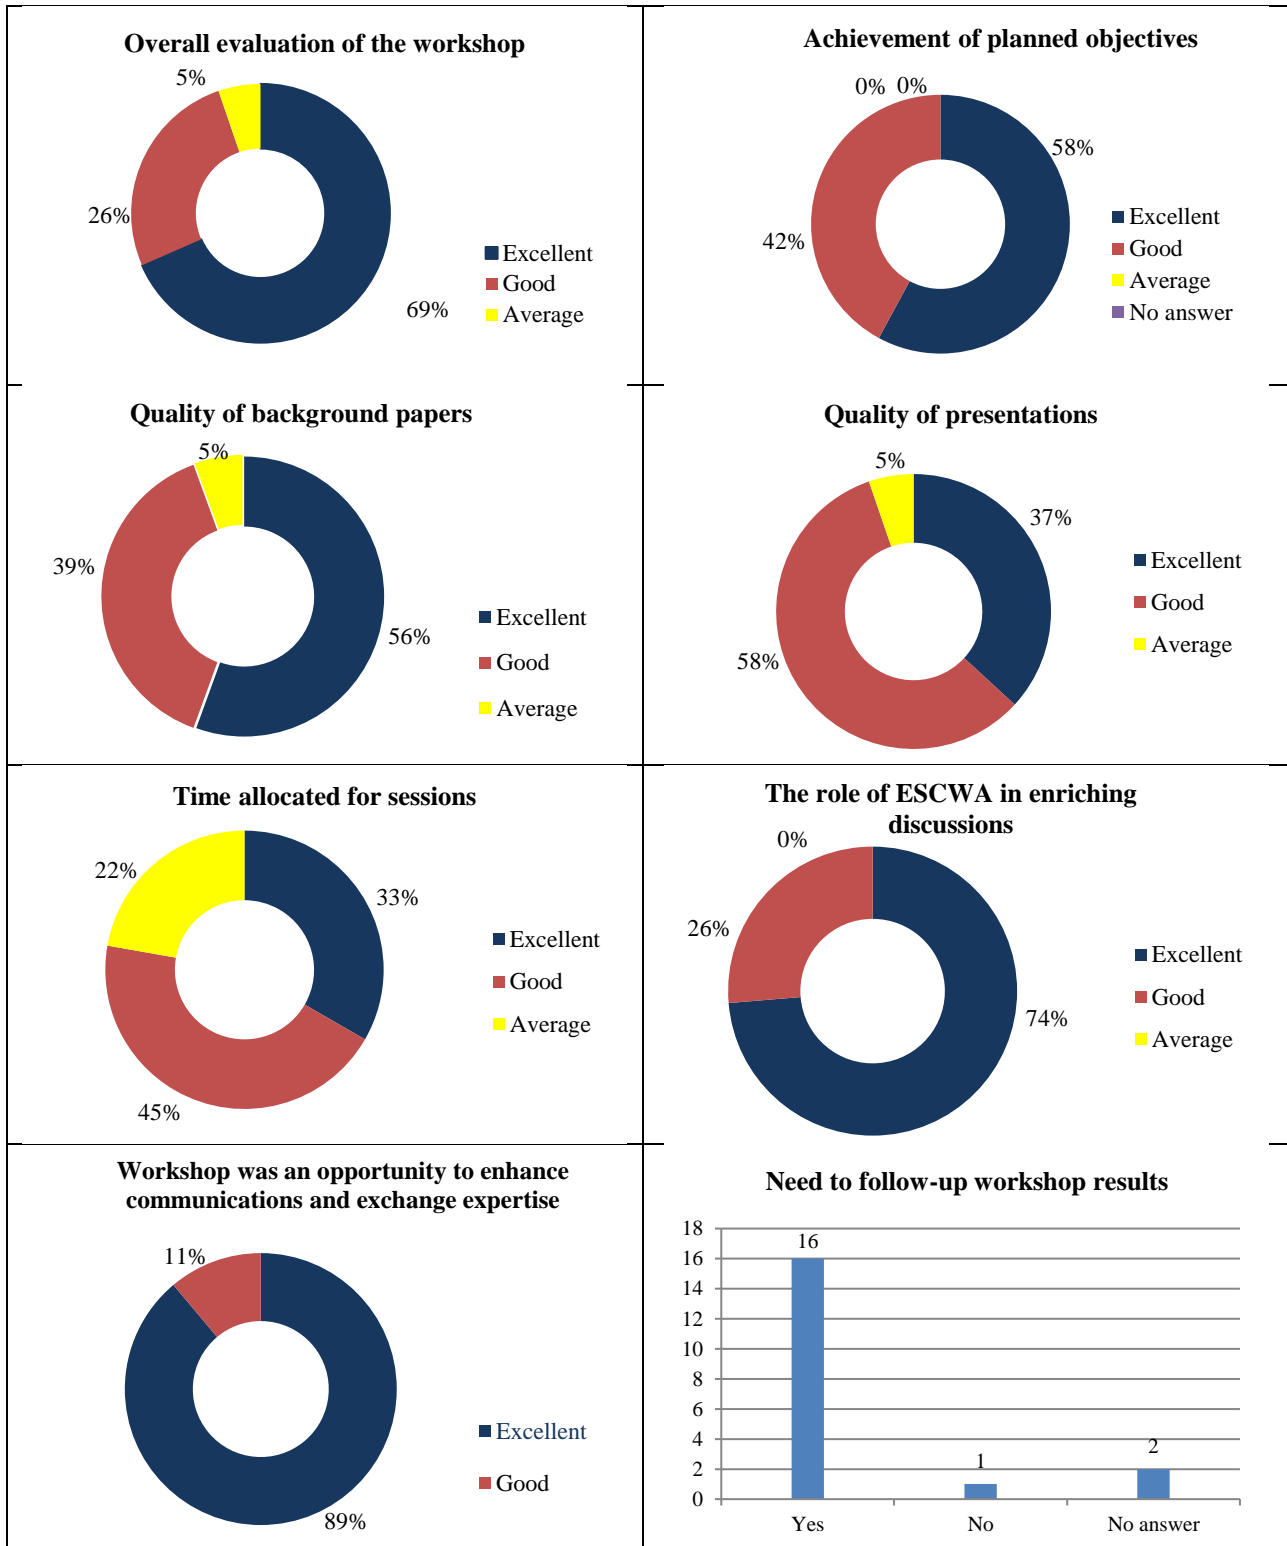 Overall evaluation of the workshop
5%
26%
69%
Excellent
Good
Average
Achievement of planned objectives
0% 0%
58%
42%
Excellent
Good
Average
No answer
Quality of background papers
5%
39%
56%
Excellent
Good
Average
Quality of presentations
5%
37%
58%
Excellent
Good
Average
Time allocated for sessions
22%
33%
45%
Excellent
Good
Average
The role of ESCWA in enriching
discussions
0%
26%
74%
Excellent
Good
Average
Workshop was an opportunity to enhance
communications and exchange expertise
11%
89%
Excellent
Good
Need to follow-up workshop results
18
16
14
12
10
8
6
4
2
0
16
1
2
Yes No No answer